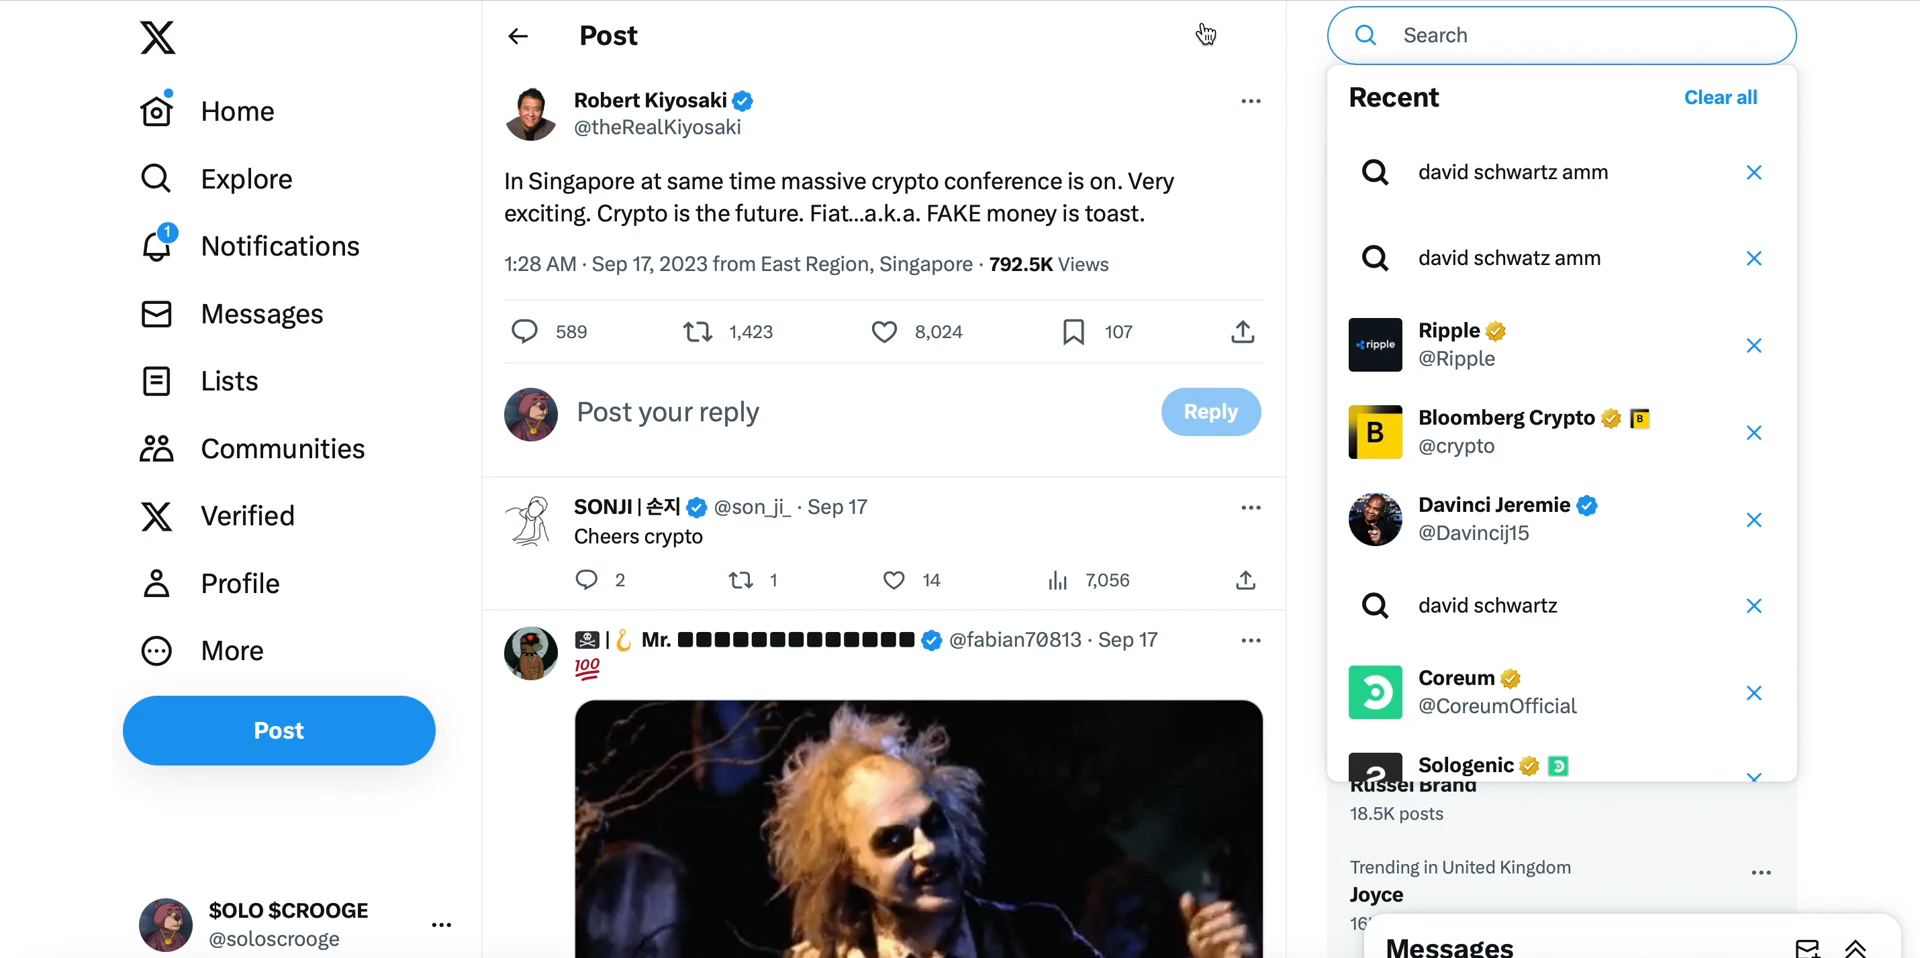 X
Home
Explore
1
Notifications
Messages
Lists
Communities
Verified
Profile
More
Post
$OLO $CROOGE
@soloscrooge
Post
Robert Kiyosaki
@theRealKiyosaki
In Singapore at same time massive crypto conference is on. Very
exciting. Crypto is the future. Fiat...a.k.a. FAKE money is toast.
1:28 AM · Sep 17, 2023 from East Region, Singapore · 792.5K Views
589 1,423 8,024 107
Post your reply
Reply
SONJI | 손지 @son_ji_ · Sep 17
Cheers crypto
2 1 14 7,056
🏴‍☠️ | 🪝 Mr. ⬛⬛⬛⬛⬛⬛⬛⬛⬛⬛⬛⬛⬛ @fabian70813 · Sep 17
💯
Search
Recent Clear all
david schwartz amm
david schwatz amm
ripple
Ripple
@Ripple
B
Bloomberg Crypto B
@crypto
Davinci Jeremie
@Davincij15
david schwartz
Coreum
@CoreumOfficial
Sologenic
Russel Brand
18.5K posts
Trending in United Kingdom
Joyce
Messages